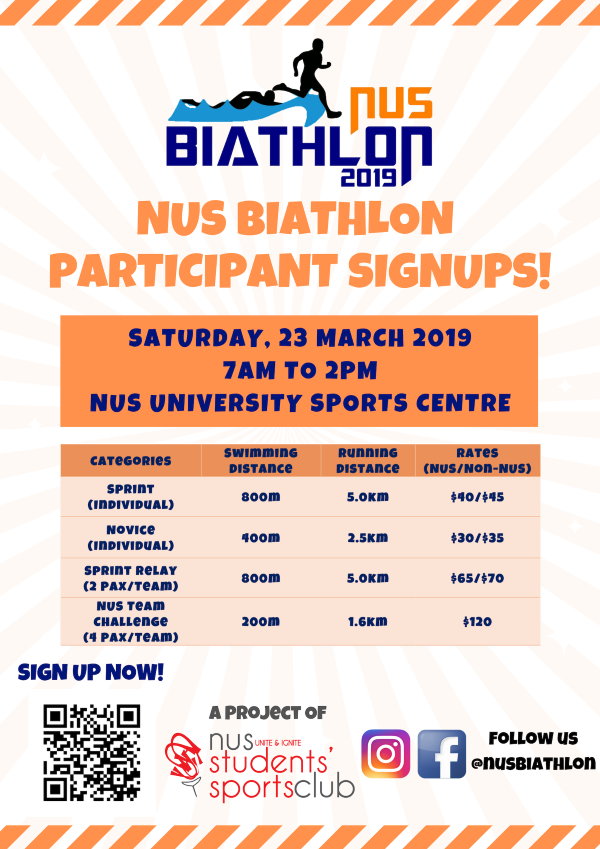 NUS
BIATHLON
2019
NUS BIATHLON
PARTICIPANT SIGNUPS!
SATURDAY, 23 MARCH 2019
7AM TO 2PM
NUS UNIVERSITY SPORTS CENTRE
CATEGORIES
SWIMMING
DISTANCE
RUNNING
DISTANCE
RATES
(NUS/NON-NUS)
SPRINT
(INDIVIDUAL)
800m
5.0km
$40/$45
NOVICE
(INDIVIDUAL)
400m
2.5km
$30/$35
SPRINT RELAY
(2 PAX/TEAM)
800m
5.0km
$65/$70
NUS TEAM
CHALLENGE
(4 PAX/TEAM)
200m
1.6km
$120
SIGN UP NOW!
A PROJECT OF
nus UNITE & IGNITE
students'
sportsclub
FOLLOW US
@NUSBIATHLON